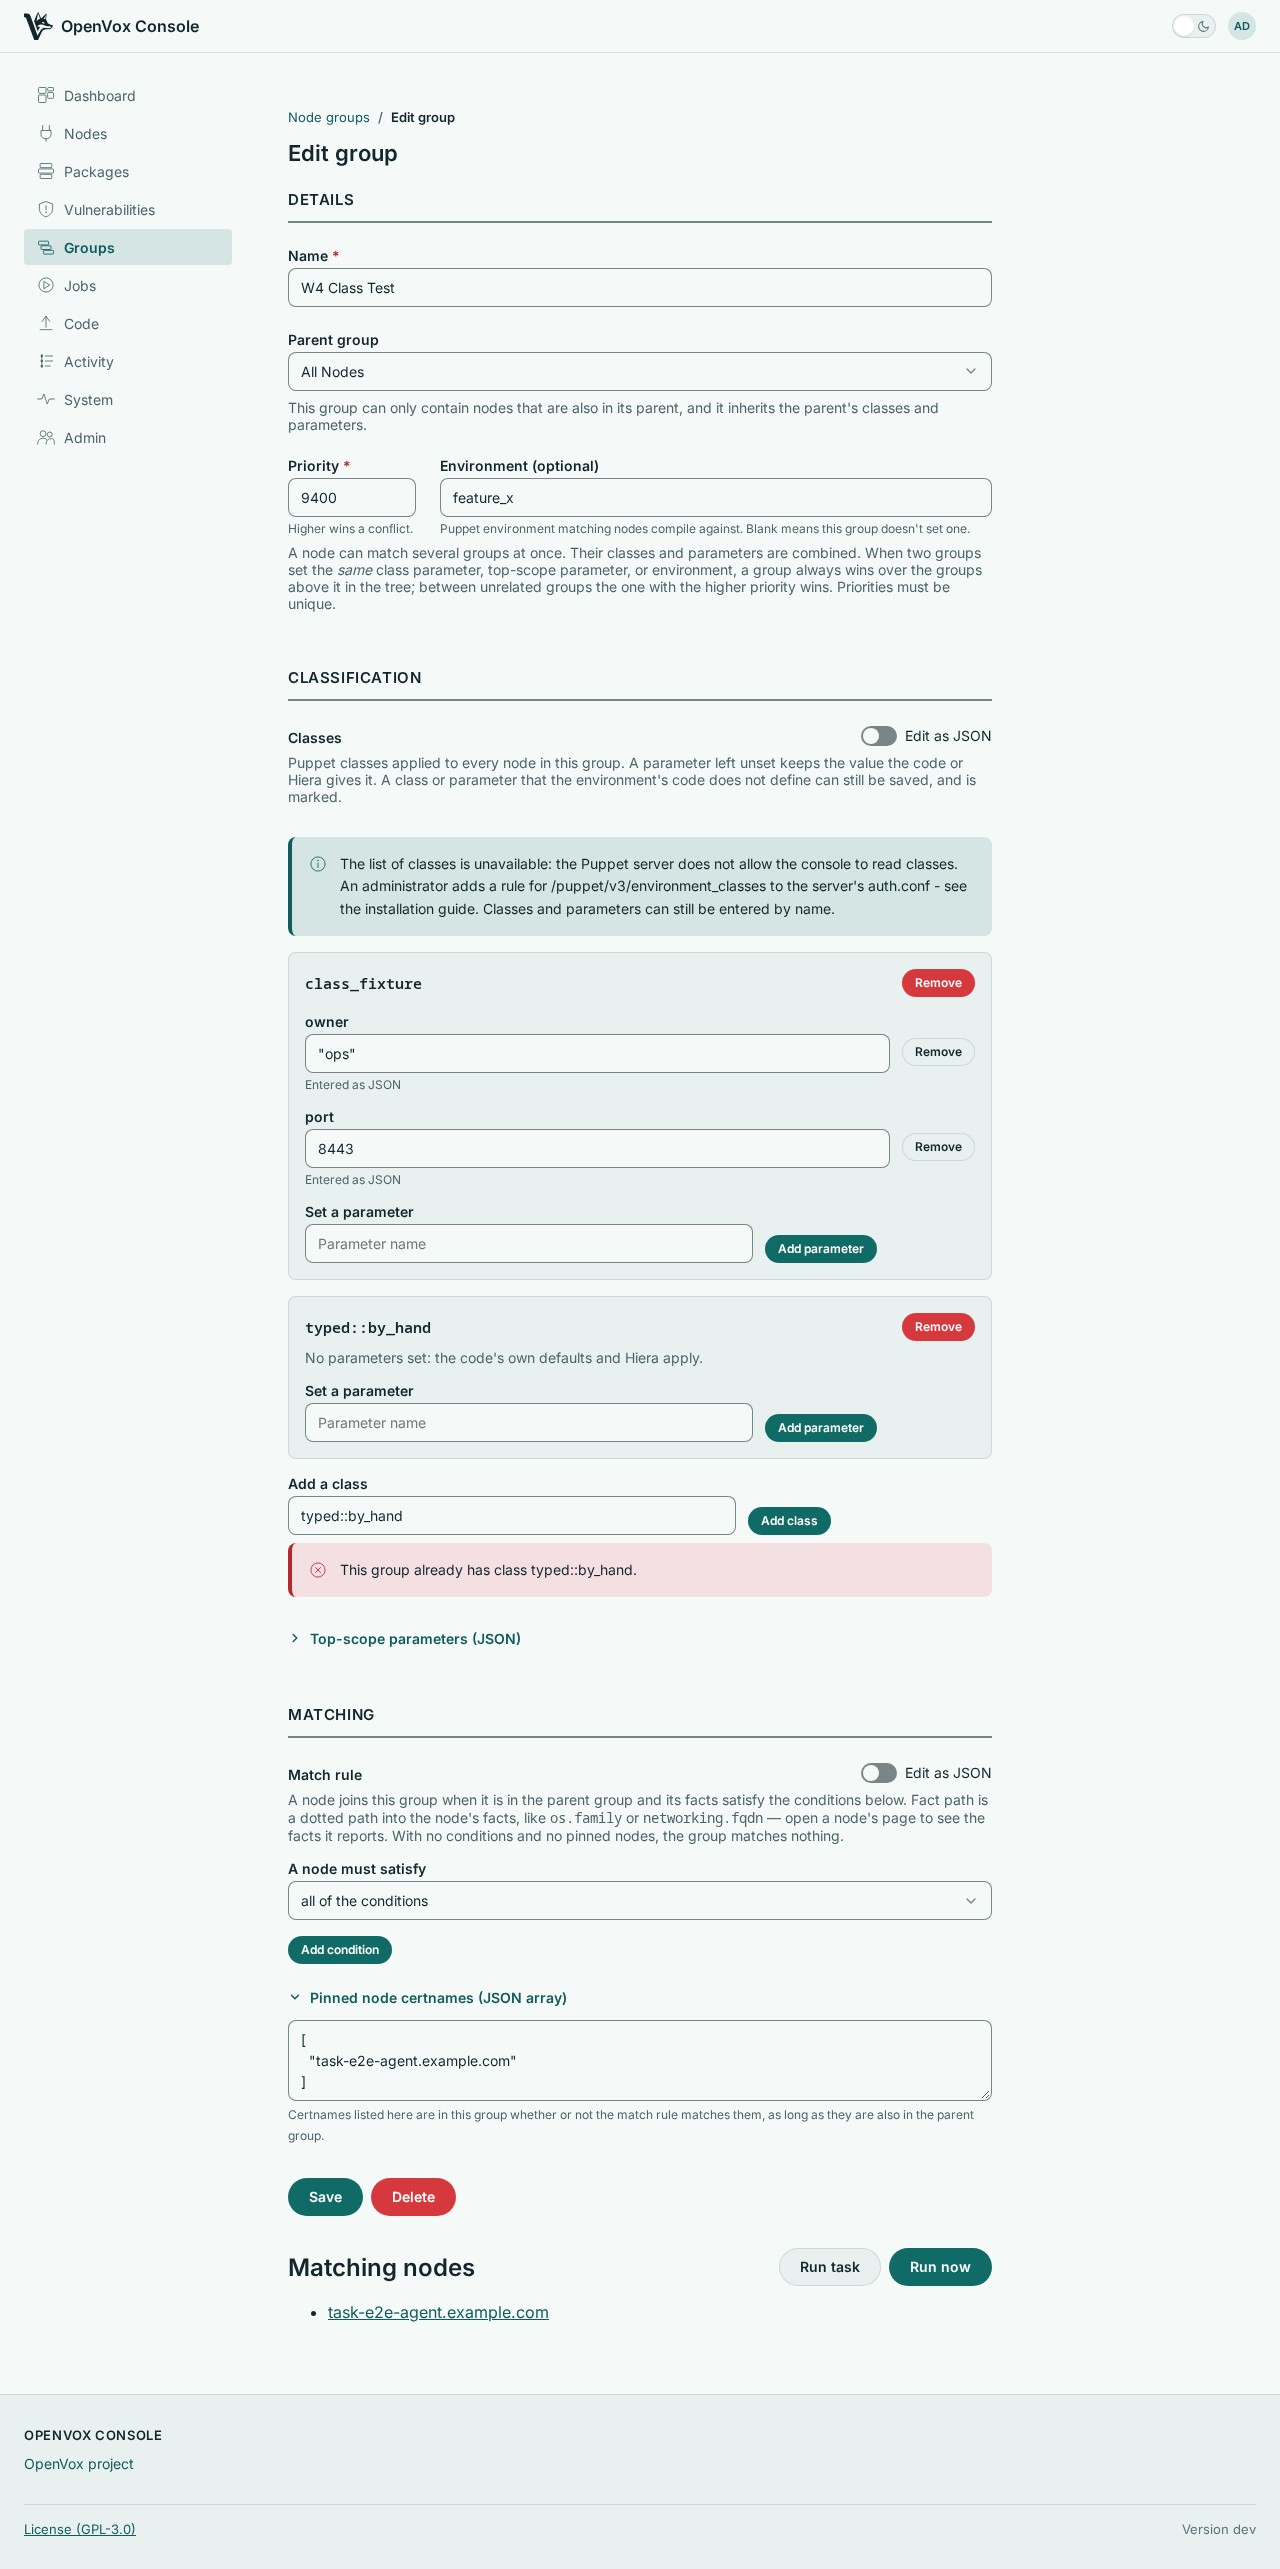 OpenVox Console
AD
Dashboard
Nodes
Packages
Vulnerabilities
Groups
Jobs
Code
Activity
System
Admin
Node groups / Edit group
Edit group
DETAILS
Name *
W4 Class Test
Parent group
All Nodes
This group can only contain nodes that are also in its parent, and it inherits the parent's classes and
parameters.
Priority * Environment (optional)
9400 feature_x
Higher wins a conflict. Puppet environment matching nodes compile against. Blank means this group doesn't set one.
A node can match several groups at once. Their classes and parameters are combined. When two groups
set the same class parameter, top-scope parameter, or environment, a group always wins over the groups
above it in the tree; between unrelated groups the one with the higher priority wins. Priorities must be
unique.
CLASSIFICATION
Classes Edit as JSON
Puppet classes applied to every node in this group. A parameter left unset keeps the value the code or
Hiera gives it. A class or parameter that the environment's code does not define can still be saved, and is
marked.
The list of classes is unavailable: the Puppet server does not allow the console to read classes.
An administrator adds a rule for /puppet/v3/environment_classes to the server's auth.conf - see
the installation guide. Classes and parameters can still be entered by name.
class_fixture Remove
owner
"ops" Remove
Entered as JSON
port
8443 Remove
Entered as JSON
Set a parameter
Parameter name Add parameter
typed::by_hand Remove
No parameters set: the code's own defaults and Hiera apply.
Set a parameter
Parameter name Add parameter
Add a class
typed::by_hand Add class
This group already has class typed::by_hand.
Top-scope parameters (JSON)
MATCHING
Match rule Edit as JSON
A node joins this group when it is in the parent group and its facts satisfy the conditions below. Fact path is
a dotted path into the node's facts, like os.family or networking.fqdn — open a node's page to see the
facts it reports. With no conditions and no pinned nodes, the group matches nothing.
A node must satisfy
all of the conditions
Add condition
Pinned node certnames (JSON array)
[
"task-e2e-agent.example.com"
]
Certnames listed here are in this group whether or not the match rule matches them, as long as they are also in the parent
group.
Save Delete
Matching nodes Run task Run now
• task-e2e-agent.example.com
OPENVOX CONSOLE
OpenVox project
License (GPL-3.0) Version dev